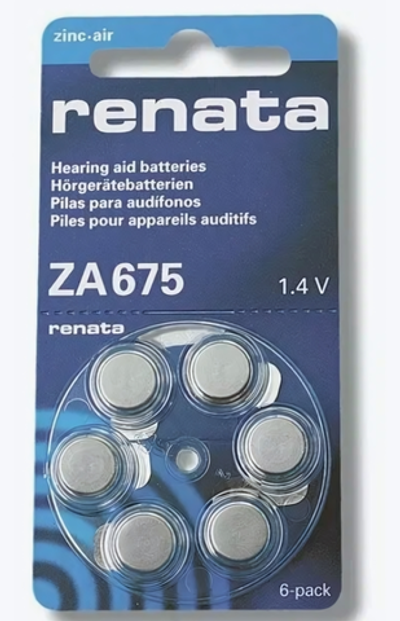 zinc·air
renata
Hearing aid batteries
Hörgerätebatterien
Pilas para audífonos
Piles pour appareils auditifs
ZA675
1.4 V
renata
6-pack